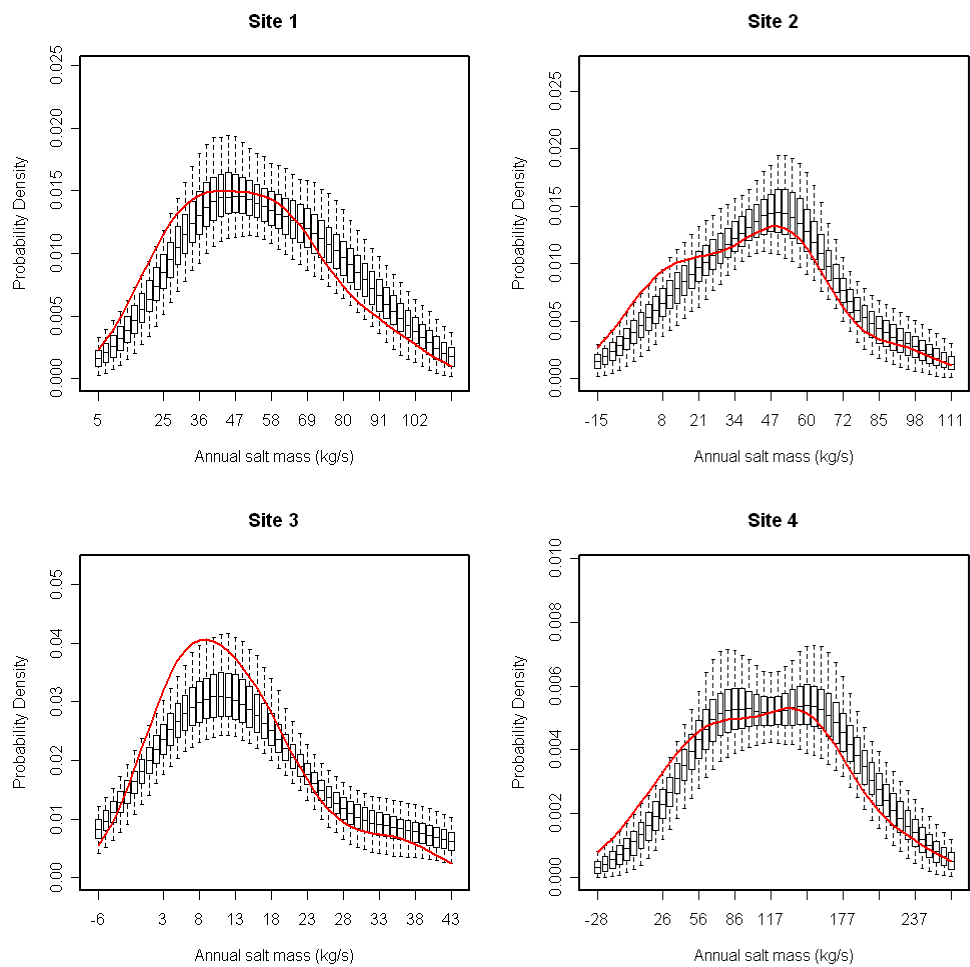 Site 1
Probability Density
0.025
0.020
0.015
0.010
0.005
0.000
5 25 36 47 58 69 80 91 102
Annual salt mass (kg/s)
Site 2
Probability Density
0.025
0.020
0.015
0.010
0.005
0.000
-15 8 21 34 47 72 85 98 111
Annual salt mass (kg/s)
Site 3
Probability Density
0.05
0.04
0.03
0.02
0.01
0.00
-6 3 8 13 18 23 28 33 38 43
Annual salt mass (kg/s)
Site 4
Probability Density
0.010
0.008
0.006
0.004
0.002
0.000
-28 26 56 86 117 177 237
Annual salt mass (kg/s)